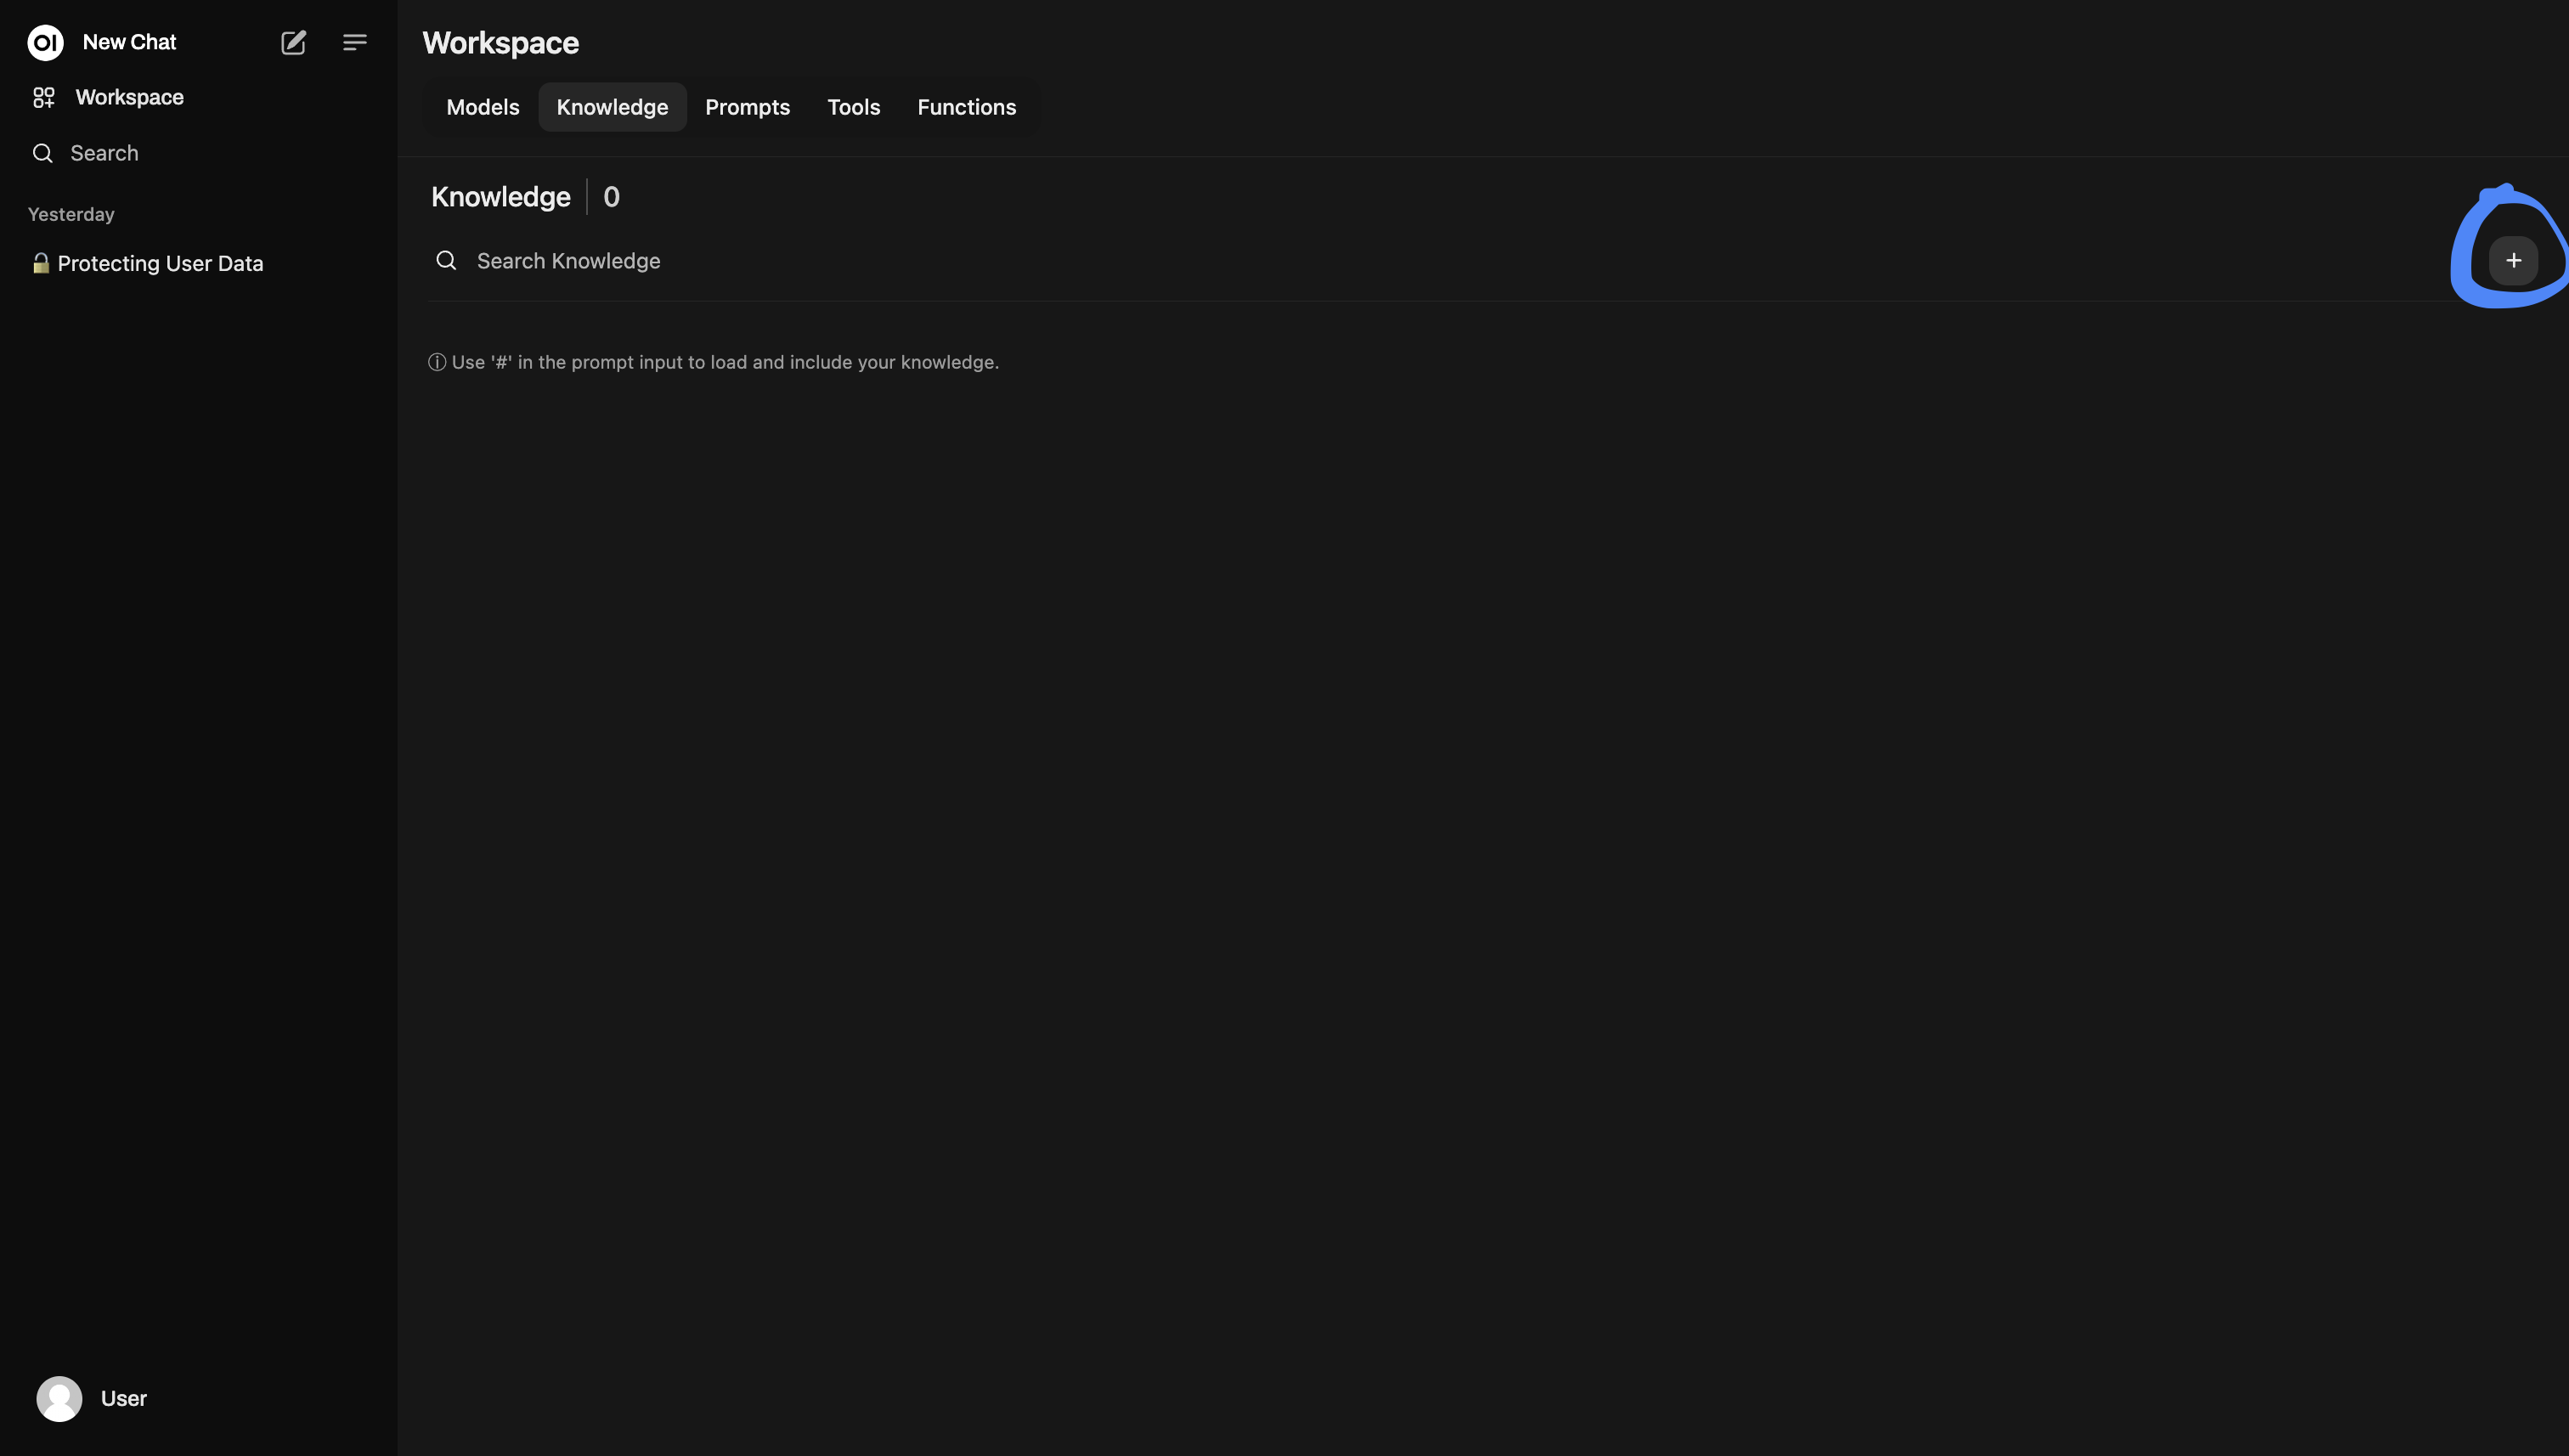 OI New Chat
Workspace
Search
Yesterday
Protecting User Data
User
Workspace
Models Knowledge Prompts Tools Functions
Knowledge 0
Search Knowledge
+
ⓘ Use '#' in the prompt input to load and include your knowledge.